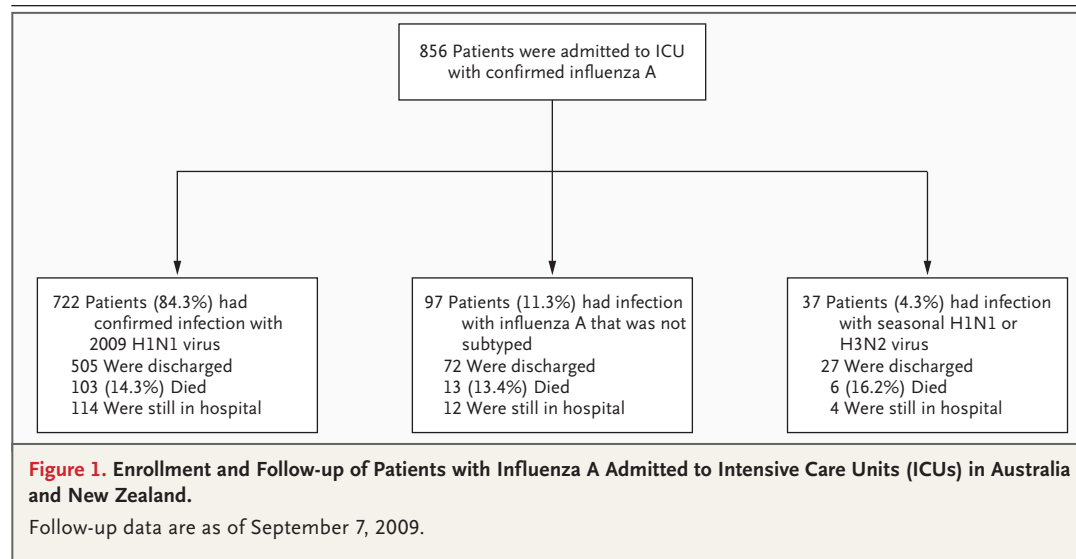 856 Patients were admitted to ICU
with confirmed influenza A
722 Patients (84.3%) had
confirmed infection with
2009 H1N1 virus
505 Were discharged
103 (14.3%) Died
114 Were still in hospital
97 Patients (11.3%) had infection
with influenza A that was not
subtyped
72 Were discharged
13 (13.4%) Died
12 Were still in hospital
37 Patients (4.3%) had infection
with seasonal H1N1 or
H3N2 virus
27 Were discharged
6 (16.2%) Died
4 Were still in hospital
Figure 1. Enrollment and Follow-up of Patients with Influenza A Admitted to Intensive Care Units (ICUs) in Australia
and New Zealand.
Follow-up data are as of September 7, 2009.